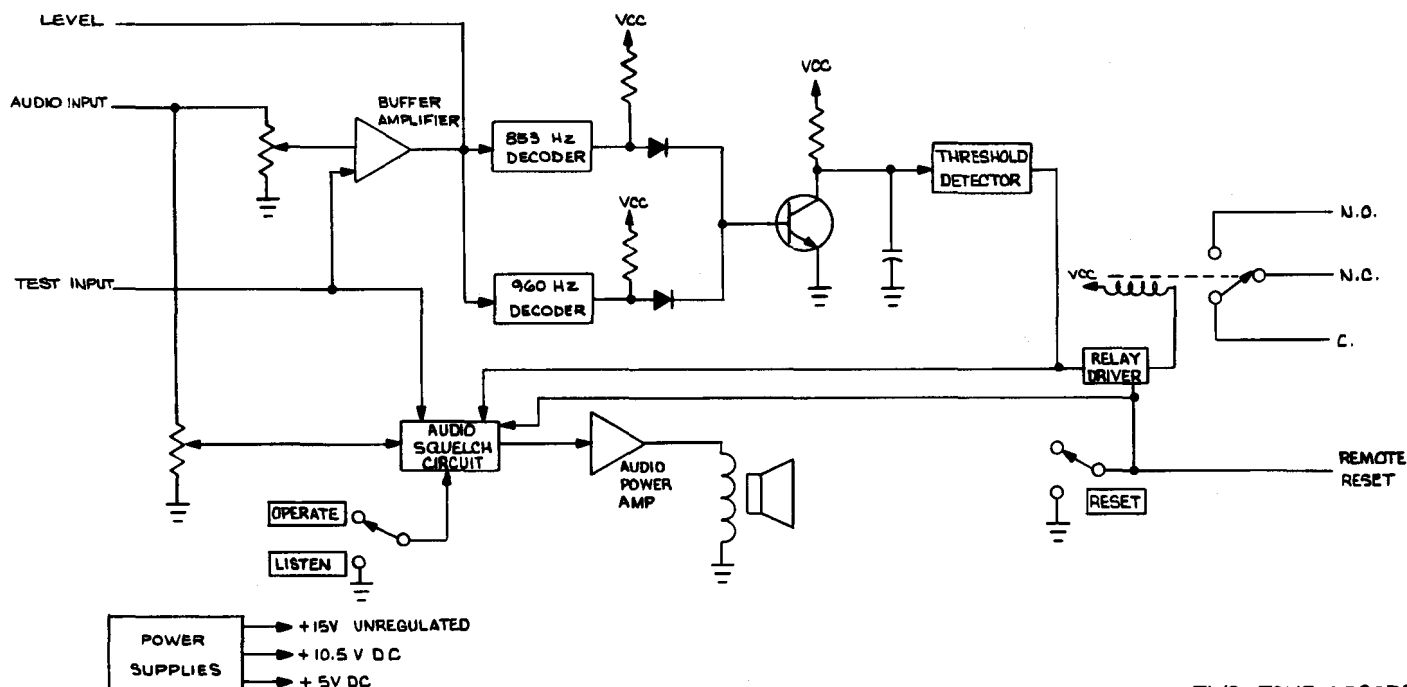 LEVEL
AUDIO INPUT
TEST INPUT
BUFFER
AMPLIFIER
VCC
853 Hz
DECODER
VCC
960 Hz
DECODER
VCC
THRESHOLD
DETECTOR
N.O.
VCC
N.C.
C.
RELAY
DRIVER
AUDIO
SQUELCH
CIRCUIT
AUDIO
POWER
AMP
REMOTE
RESET
RESET
OPERATE
LISTEN
POWER
SUPPLIES
+15V UNREGULATED
+10.5 V DC
+ 5V DC